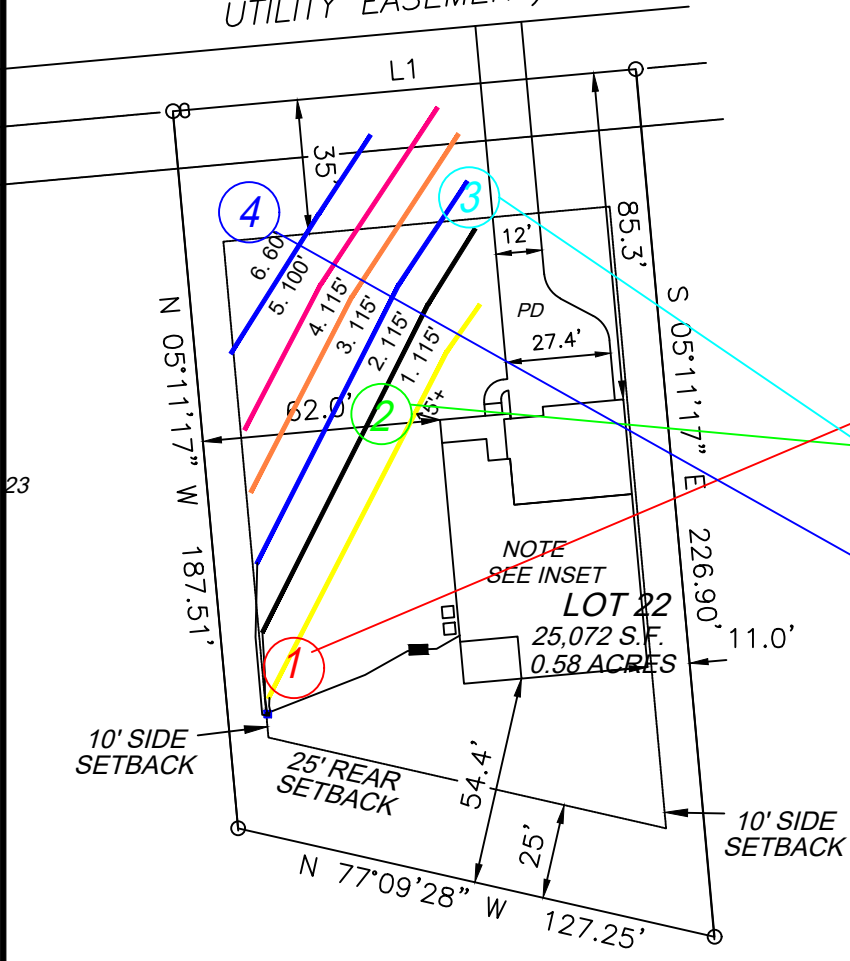 UTILITY EASEMENT
L1
8
35'
4
3
6. 60'
5. 100'
4. 115'
3. 115'
2. 115'
1. 115'
12'
85.3'
PD
27.4'
N 05°11'17" W 187.51'
S 05°11'17" E 226.90'
62.0'
2
15'+
23
NOTE
SEE INSET
LOT 22
25,072 S.F.
0.58 ACRES
11.0'
1
10' SIDE
SETBACK
25' REAR
SETBACK
54.4'
25'
10' SIDE
SETBACK
N 77°09'28" W 127.25'